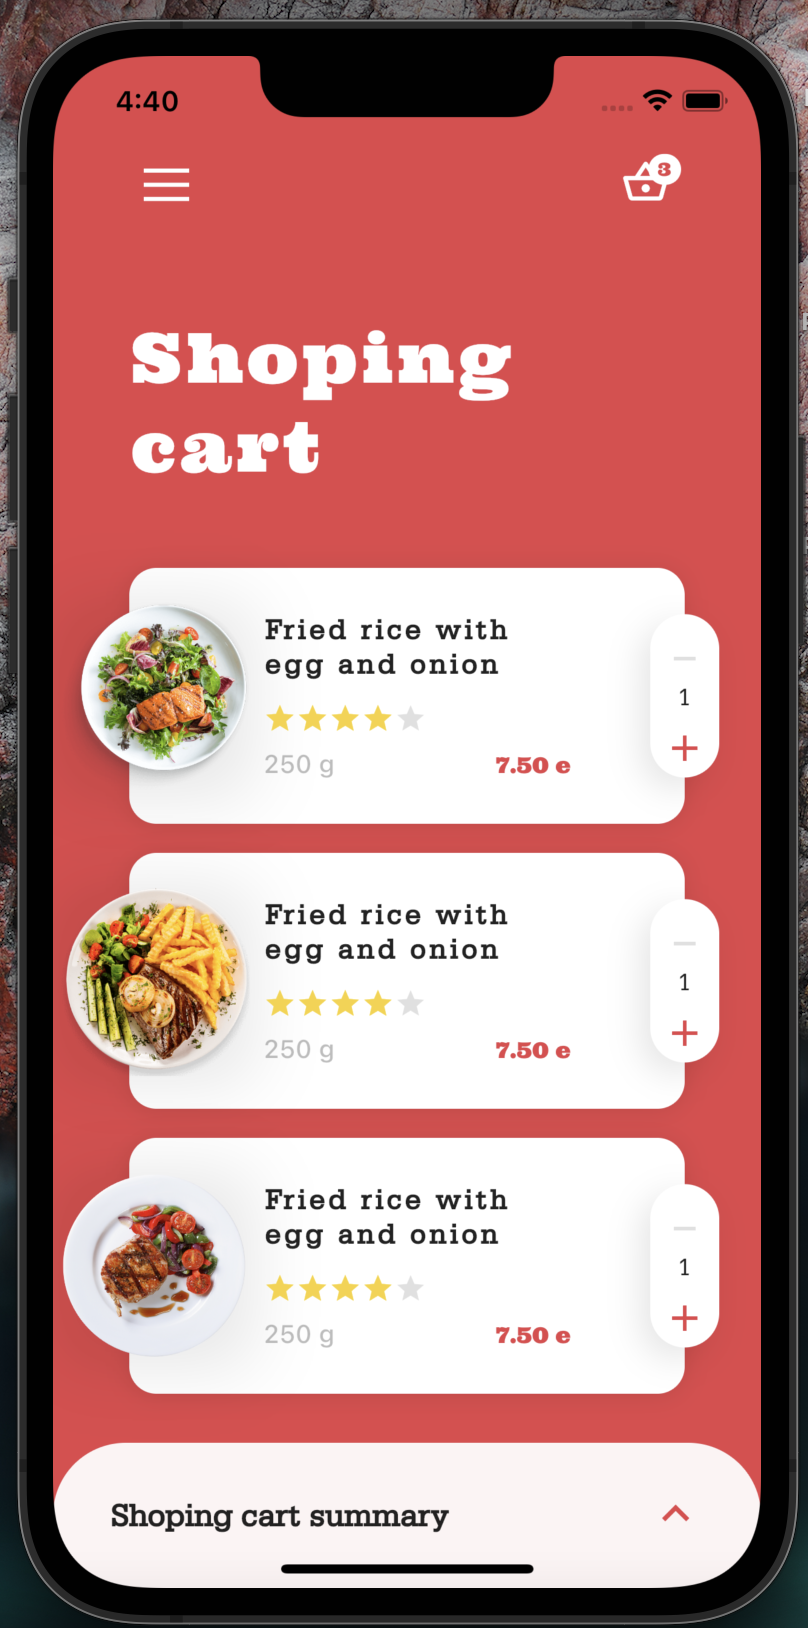 4:40
3
Shoping
cart
Fried rice with
egg and onion
250 g
7.50 e
1
Fried rice with
egg and onion
250 g
7.50 e
1
Fried rice with
egg and onion
250 g
7.50 e
1
Shoping cart summary